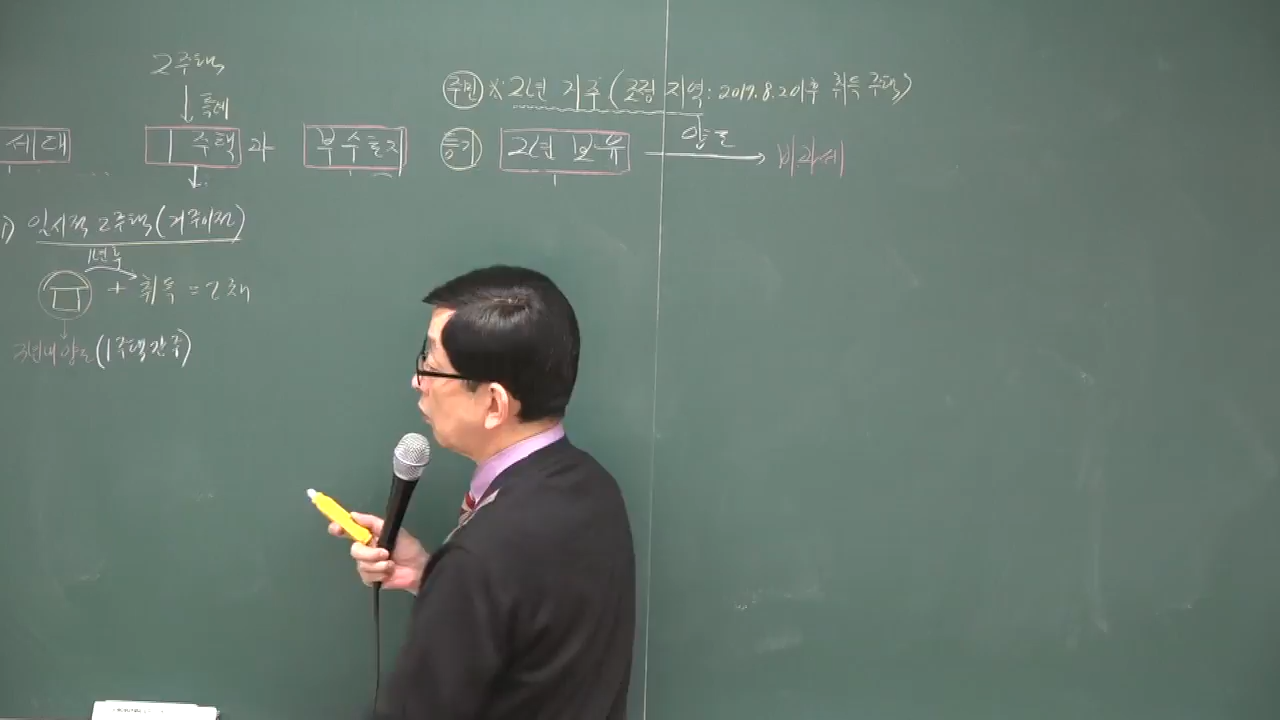 2주택
특례
주민 ※ 2년 거주 (조정지역: 2017.8.2이후 취득 주택)
세대 1주택과 부수토지 등기 2년 보유 양도 비과세
1) 임시적 2주택 (거주이전)
1년후
+ 취득 = 2채
3년내 양도 (1주택 간주)